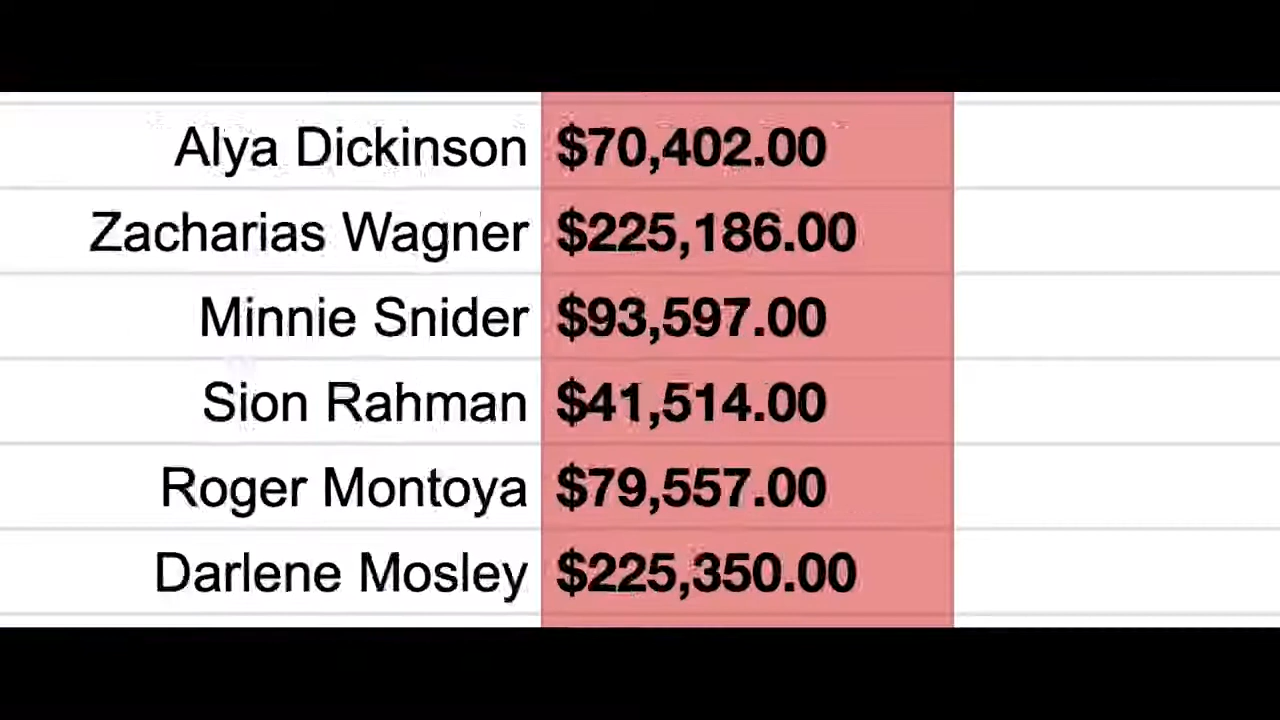 Alya Dickinson $70,402.00
Zacharias Wagner $225,186.00
Minnie Snider $93,597.00
Sion Rahman $41,514.00
Roger Montoya $79,557.00
Darlene Mosley $225,350.00